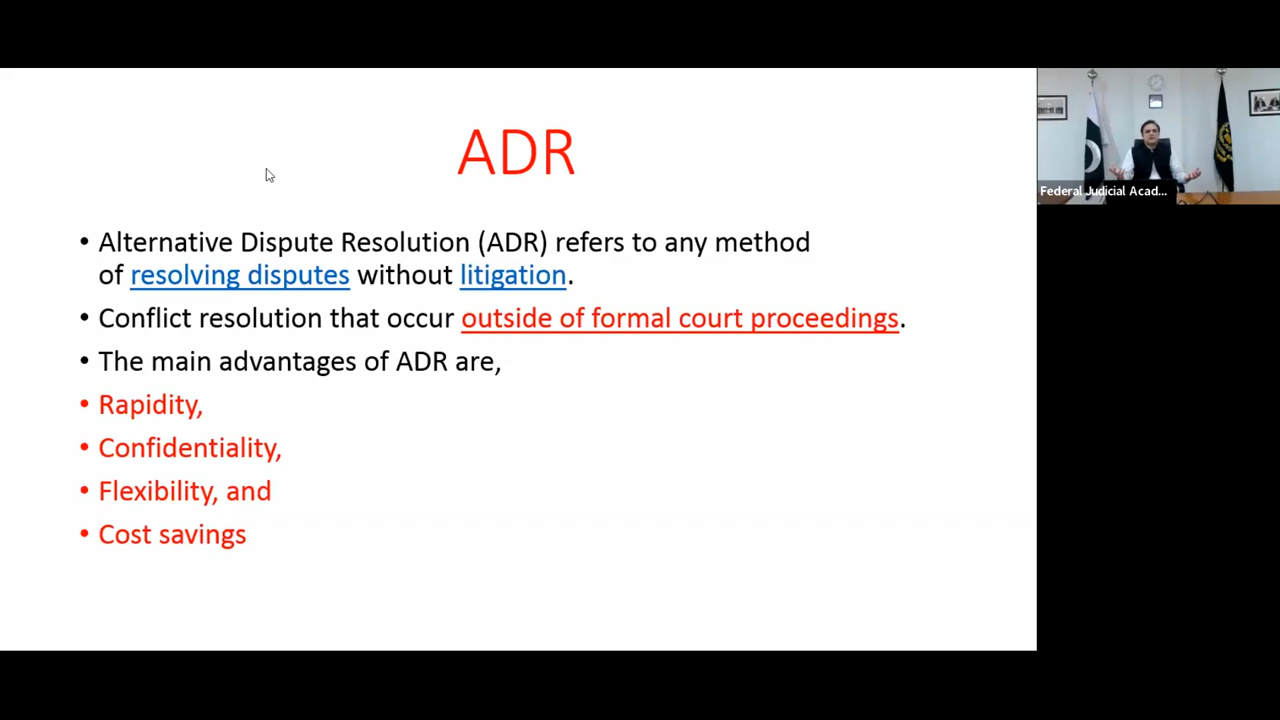 ADR
• Alternative Dispute Resolution (ADR) refers to any method
of resolving disputes without litigation.
• Conflict resolution that occur outside of formal court proceedings.
• The main advantages of ADR are,
• Rapidity,
• Confidentiality,
• Flexibility, and
• Cost savings
Federal Judicial Acad...